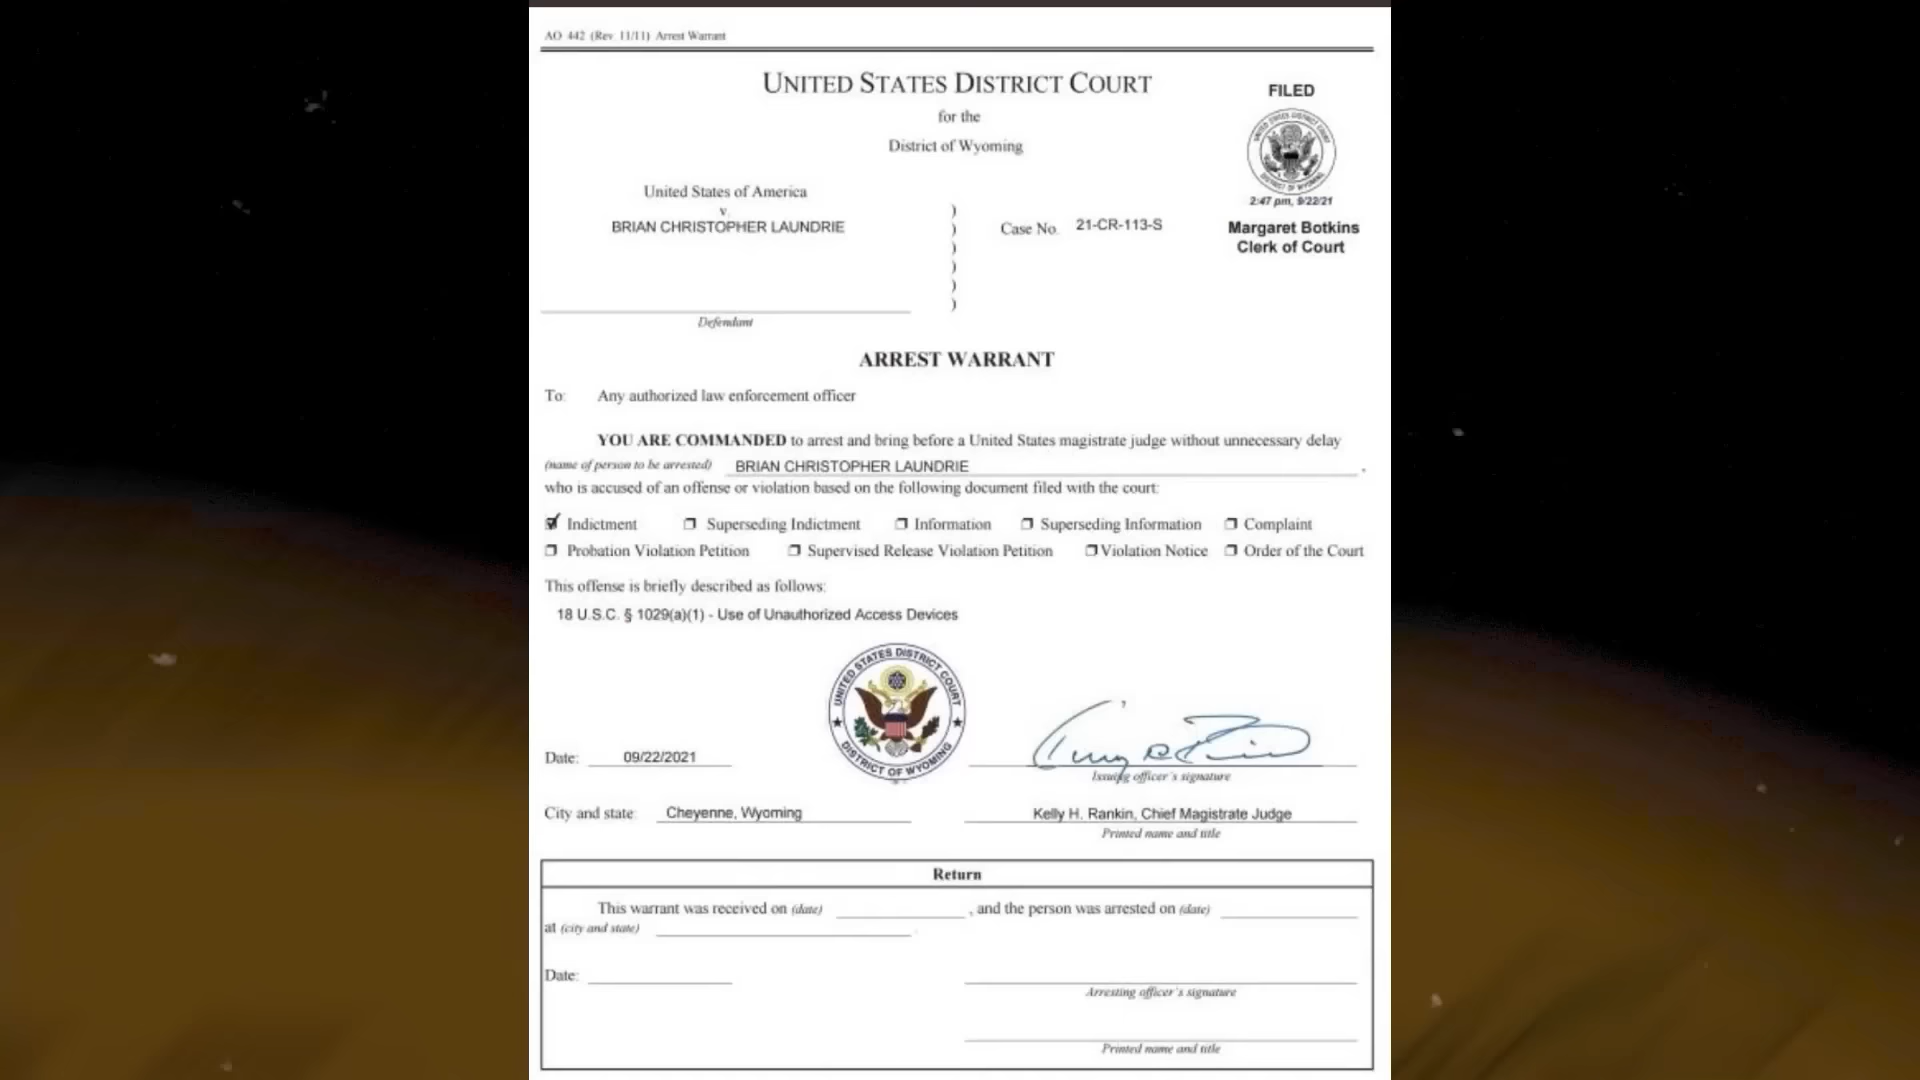 AO 442 (Rev. 11/11) Arrest Warrant
UNITED STATES DISTRICT COURT
for the
District of Wyoming
FILED
UNITED STATES DISTRICT COURT
DISTRICT OF WYOMING
2:47 pm, 9/22/21
Margaret Botkins
Clerk of Court
United States of America
v.
BRIAN CHRISTOPHER LAUNDRIE
)
)
)
)
)
)
Case No. 21-CR-113-S
Defendant
ARREST WARRANT
To: Any authorized law enforcement officer
YOU ARE COMMANDED to arrest and bring before a United States magistrate judge without unnecessary delay
(name of person to be arrested) BRIAN CHRISTOPHER LAUNDRIE ,
who is accused of an offense or violation based on the following document filed with the court:
Indictment Superseding Indictment Information Superseding Information Complaint
Probation Violation Petition Supervised Release Violation Petition Violation Notice Order of the Court
This offense is briefly described as follows:
18 U.S.C. § 1029(a)(1) - Use of Unauthorized Access Devices
UNITED STATES DISTRICT COURT
DISTRICT OF WYOMING
Date: 09/22/2021
Issuing officer's signature
City and state: Cheyenne, Wyoming
Kelly H. Rankin, Chief Magistrate Judge
Printed name and title
Return
This warrant was received on (date) , and the person was arrested on (date)
at (city and state) .
Date:
Arresting officer's signature
Printed name and title